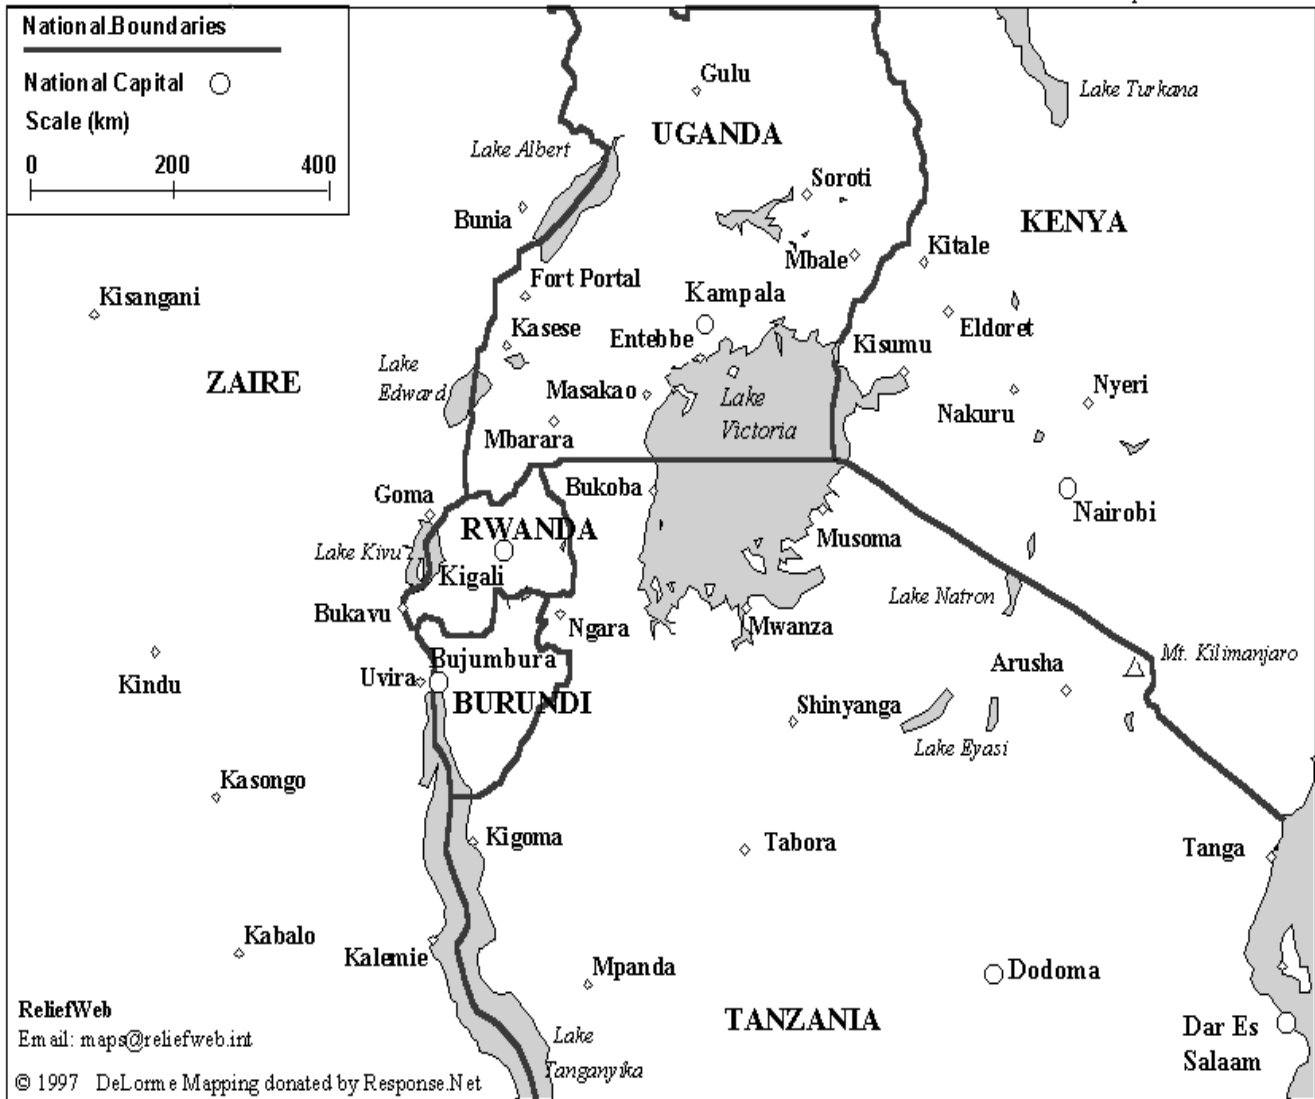 National Boundaries
National Capital
Scale (km)
0 200 400
Gulu
Lake Turkana
UGANDA
Lake Albert
Soroti
Bunia
KENYA
Kitale
Mbale
Fort Portal
Kampala
Kisangani
Kasese
Entebbe
Eldoret
Kisumu
Lake
Edward
ZAIRE
Masakao
Lake
Victoria
Nyeri
Nakuru
Mbarara
Goma
Bukoba
Nairobi
RWANDA
Musoma
Lake Kivu
Kigali
Lake Natron
Bukavu
Ngara
Mwanza
Bujumbura
Arusha
Mt. Kilimanjaro
Uvira
Kindu
BURUNDI
Shinyanga
Lake Eyasi
Kasongo
Kigoma
Tabora
Tanga
Kabalo
Kalemie
Mpanda
Dodoma
ReliefWeb
TANZANIA
Dar Es
Salaam
Email: maps@reliefweb.int
Lake
Tanganyika
© 1997 DeLorme Mapping donated by Response.Net